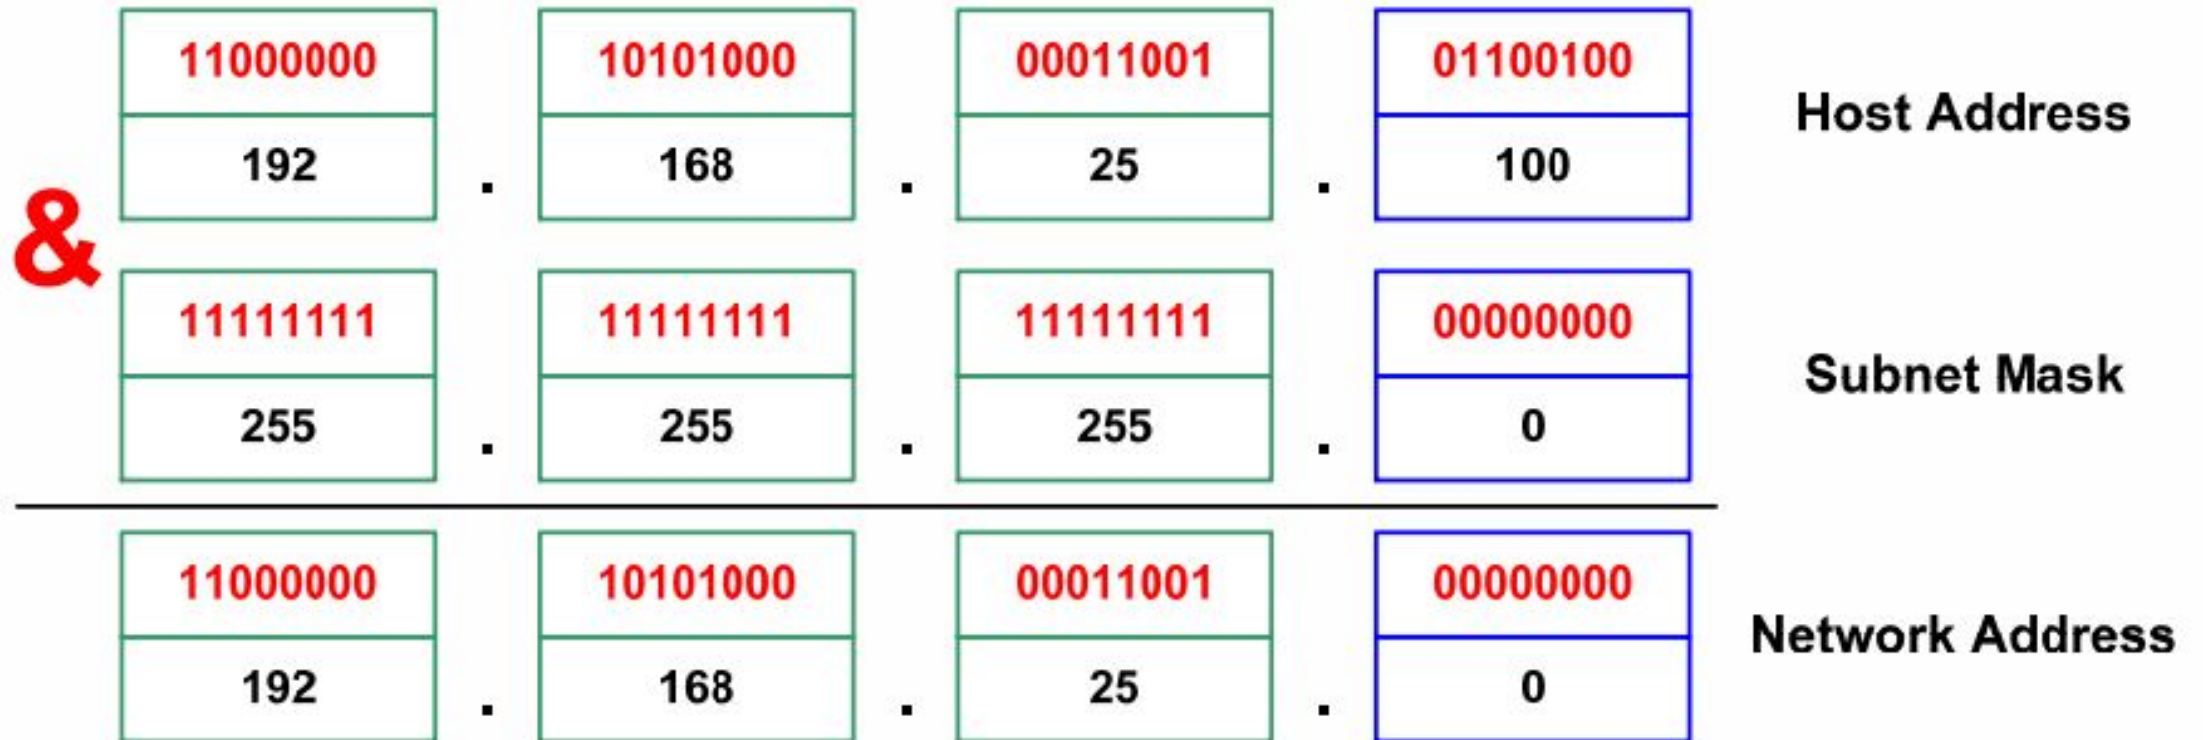 11000000 10101000 00011001 01100100
Host Address
192 . 168 . 25 . 100
&
11111111 11111111 11111111 00000000
Subnet Mask
255 . 255 . 255 . 0
11000000 10101000 00011001 00000000
Network Address
192 . 168 . 25 . 0